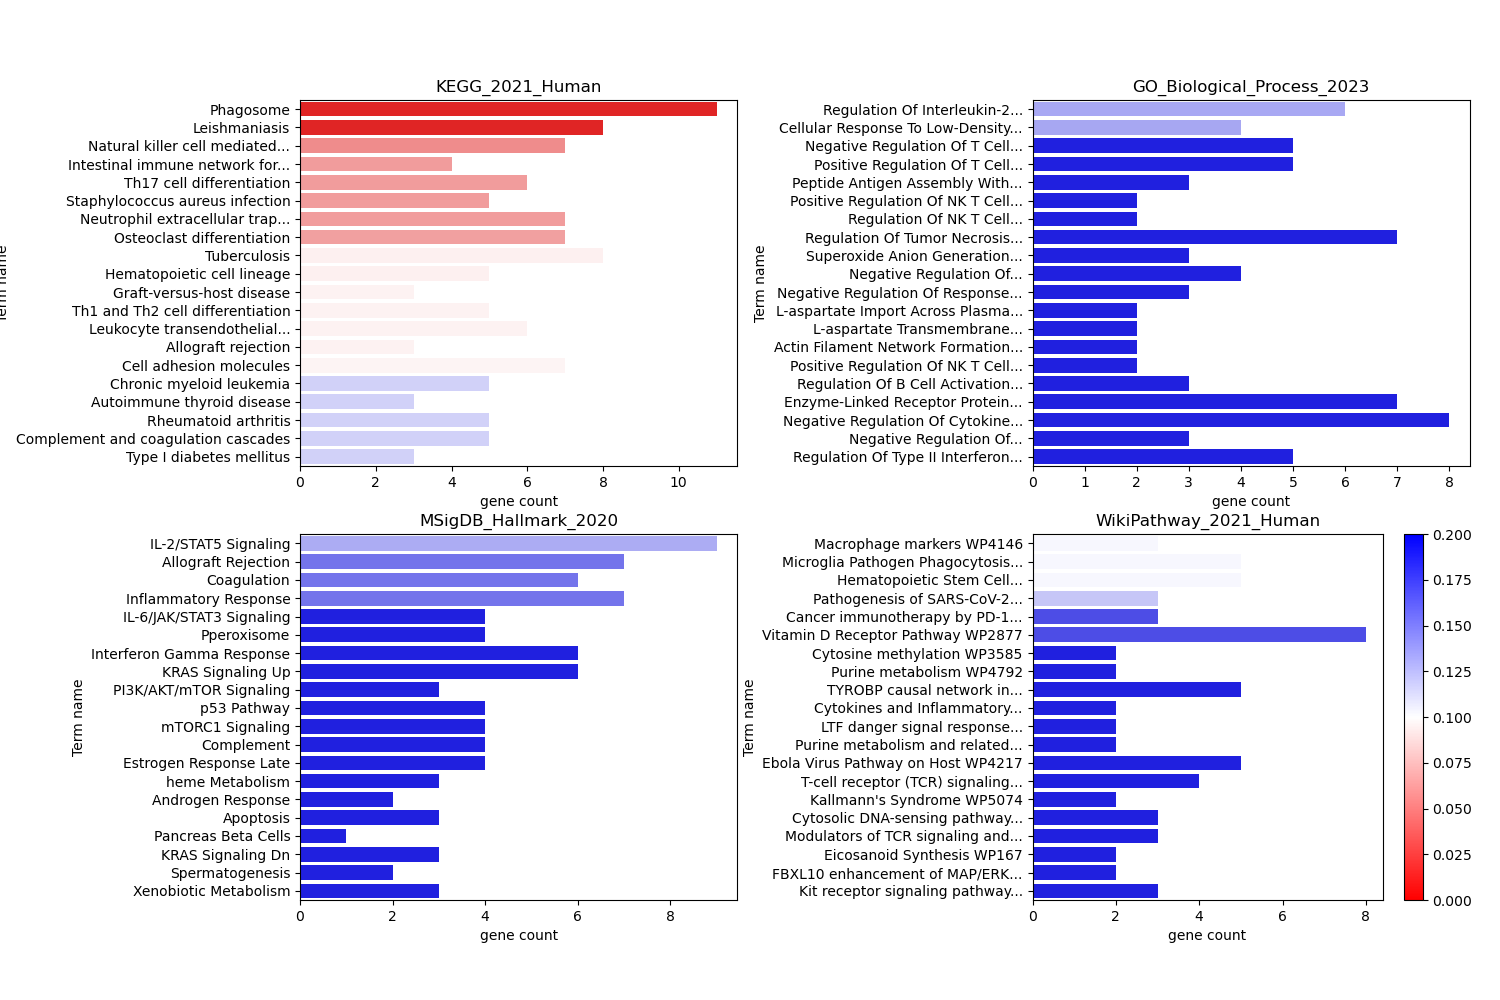 KEGG_2021_Human
Term name
Phagosome
Leishmaniasis
Natural killer cell mediated...
Intestinal immune network for...
Th17 cell differentiation
Staphylococcus aureus infection
Neutrophil extracellular trap...
Osteoclast differentiation
Tuberculosis
Hematopoietic cell lineage
Graft-versus-host disease
Th1 and Th2 cell differentiation
Leukocyte transendothelial...
Allograft rejection
Cell adhesion molecules
Chronic myeloid leukemia
Autoimmune thyroid disease
Rheumatoid arthritis
Complement and coagulation cascades
Type I diabetes mellitus
0 2 4 6 8 10
gene count
GO_Biological_Process_2023
Term name
Regulation Of Interleukin-2...
Cellular Response To Low-Density...
Negative Regulation Of T Cell...
Positive Regulation Of T Cell...
Peptide Antigen Assembly With...
Positive Regulation Of NK T Cell...
Regulation Of NK T Cell...
Regulation Of Tumor Necrosis...
Superoxide Anion Generation...
Negative Regulation Of...
Negative Regulation Of Response...
L-aspartate Import Across Plasma...
L-aspartate Transmembrane...
Actin Filament Network Formation...
Positive Regulation Of NK T Cell...
Regulation Of B Cell Activation...
Enzyme-Linked Receptor Protein...
Negative Regulation Of Cytokine...
Negative Regulation Of...
Regulation Of Type II Interferon...
0 1 2 3 4 5 6 7 8
gene count
MSigDB_Hallmark_2020
Term name
IL-2/STAT5 Signaling
Allograft Rejection
Coagulation
Inflammatory Response
IL-6/JAK/STAT3 Signaling
Pperoxisome
Interferon Gamma Response
KRAS Signaling Up
PI3K/AKT/mTOR Signaling
p53 Pathway
mTORC1 Signaling
Complement
Estrogen Response Late
heme Metabolism
Androgen Response
Apoptosis
Pancreas Beta Cells
KRAS Signaling Dn
Spermatogenesis
Xenobiotic Metabolism
0 2 4 6 8
gene count
WikiPathway_2021_Human
Term name
Macrophage markers WP4146
Microglia Pathogen Phagocytosis...
Hematopoietic Stem Cell...
Pathogenesis of SARS-CoV-2...
Cancer immunotherapy by PD-1...
Vitamin D Receptor Pathway WP2877
Cytosine methylation WP3585
Purine metabolism WP4792
TYROBP causal network in...
Cytokines and Inflammatory...
LTF danger signal response...
Purine metabolism and related...
Ebola Virus Pathway on Host WP4217
T-cell receptor (TCR) signaling...
Kallmann's Syndrome WP5074
Cytosolic DNA-sensing pathway...
Modulators of TCR signaling and...
Eicosanoid Synthesis WP167
FBXL10 enhancement of MAP/ERK...
Kit receptor signaling pathway...
0 2 4 6 8
gene count
0.200
0.175
0.150
0.125
0.100
0.075
0.050
0.025
0.000